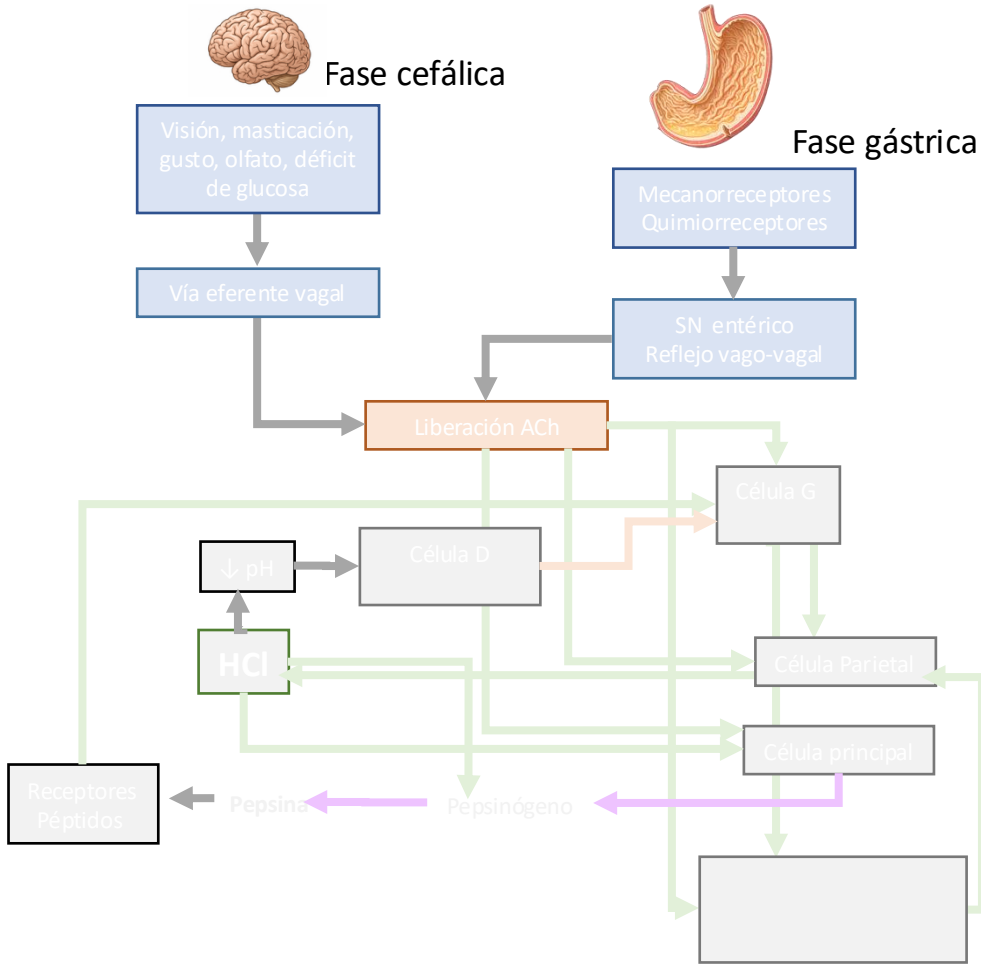 Fase cefálica
Fase gástrica
Visión, masticación,
gusto, olfato, déficit
de glucosa
Mecanorreceptores
Quimiorreceptores
Vía eferente vagal
SN entérico
Reflejo vago-vagal
Liberación ACh
Célula G
Célula D
↓ pH
HCl
Célula Parietal
Célula principal
Receptores
Péptidos
Pepsina
Pepsinógeno